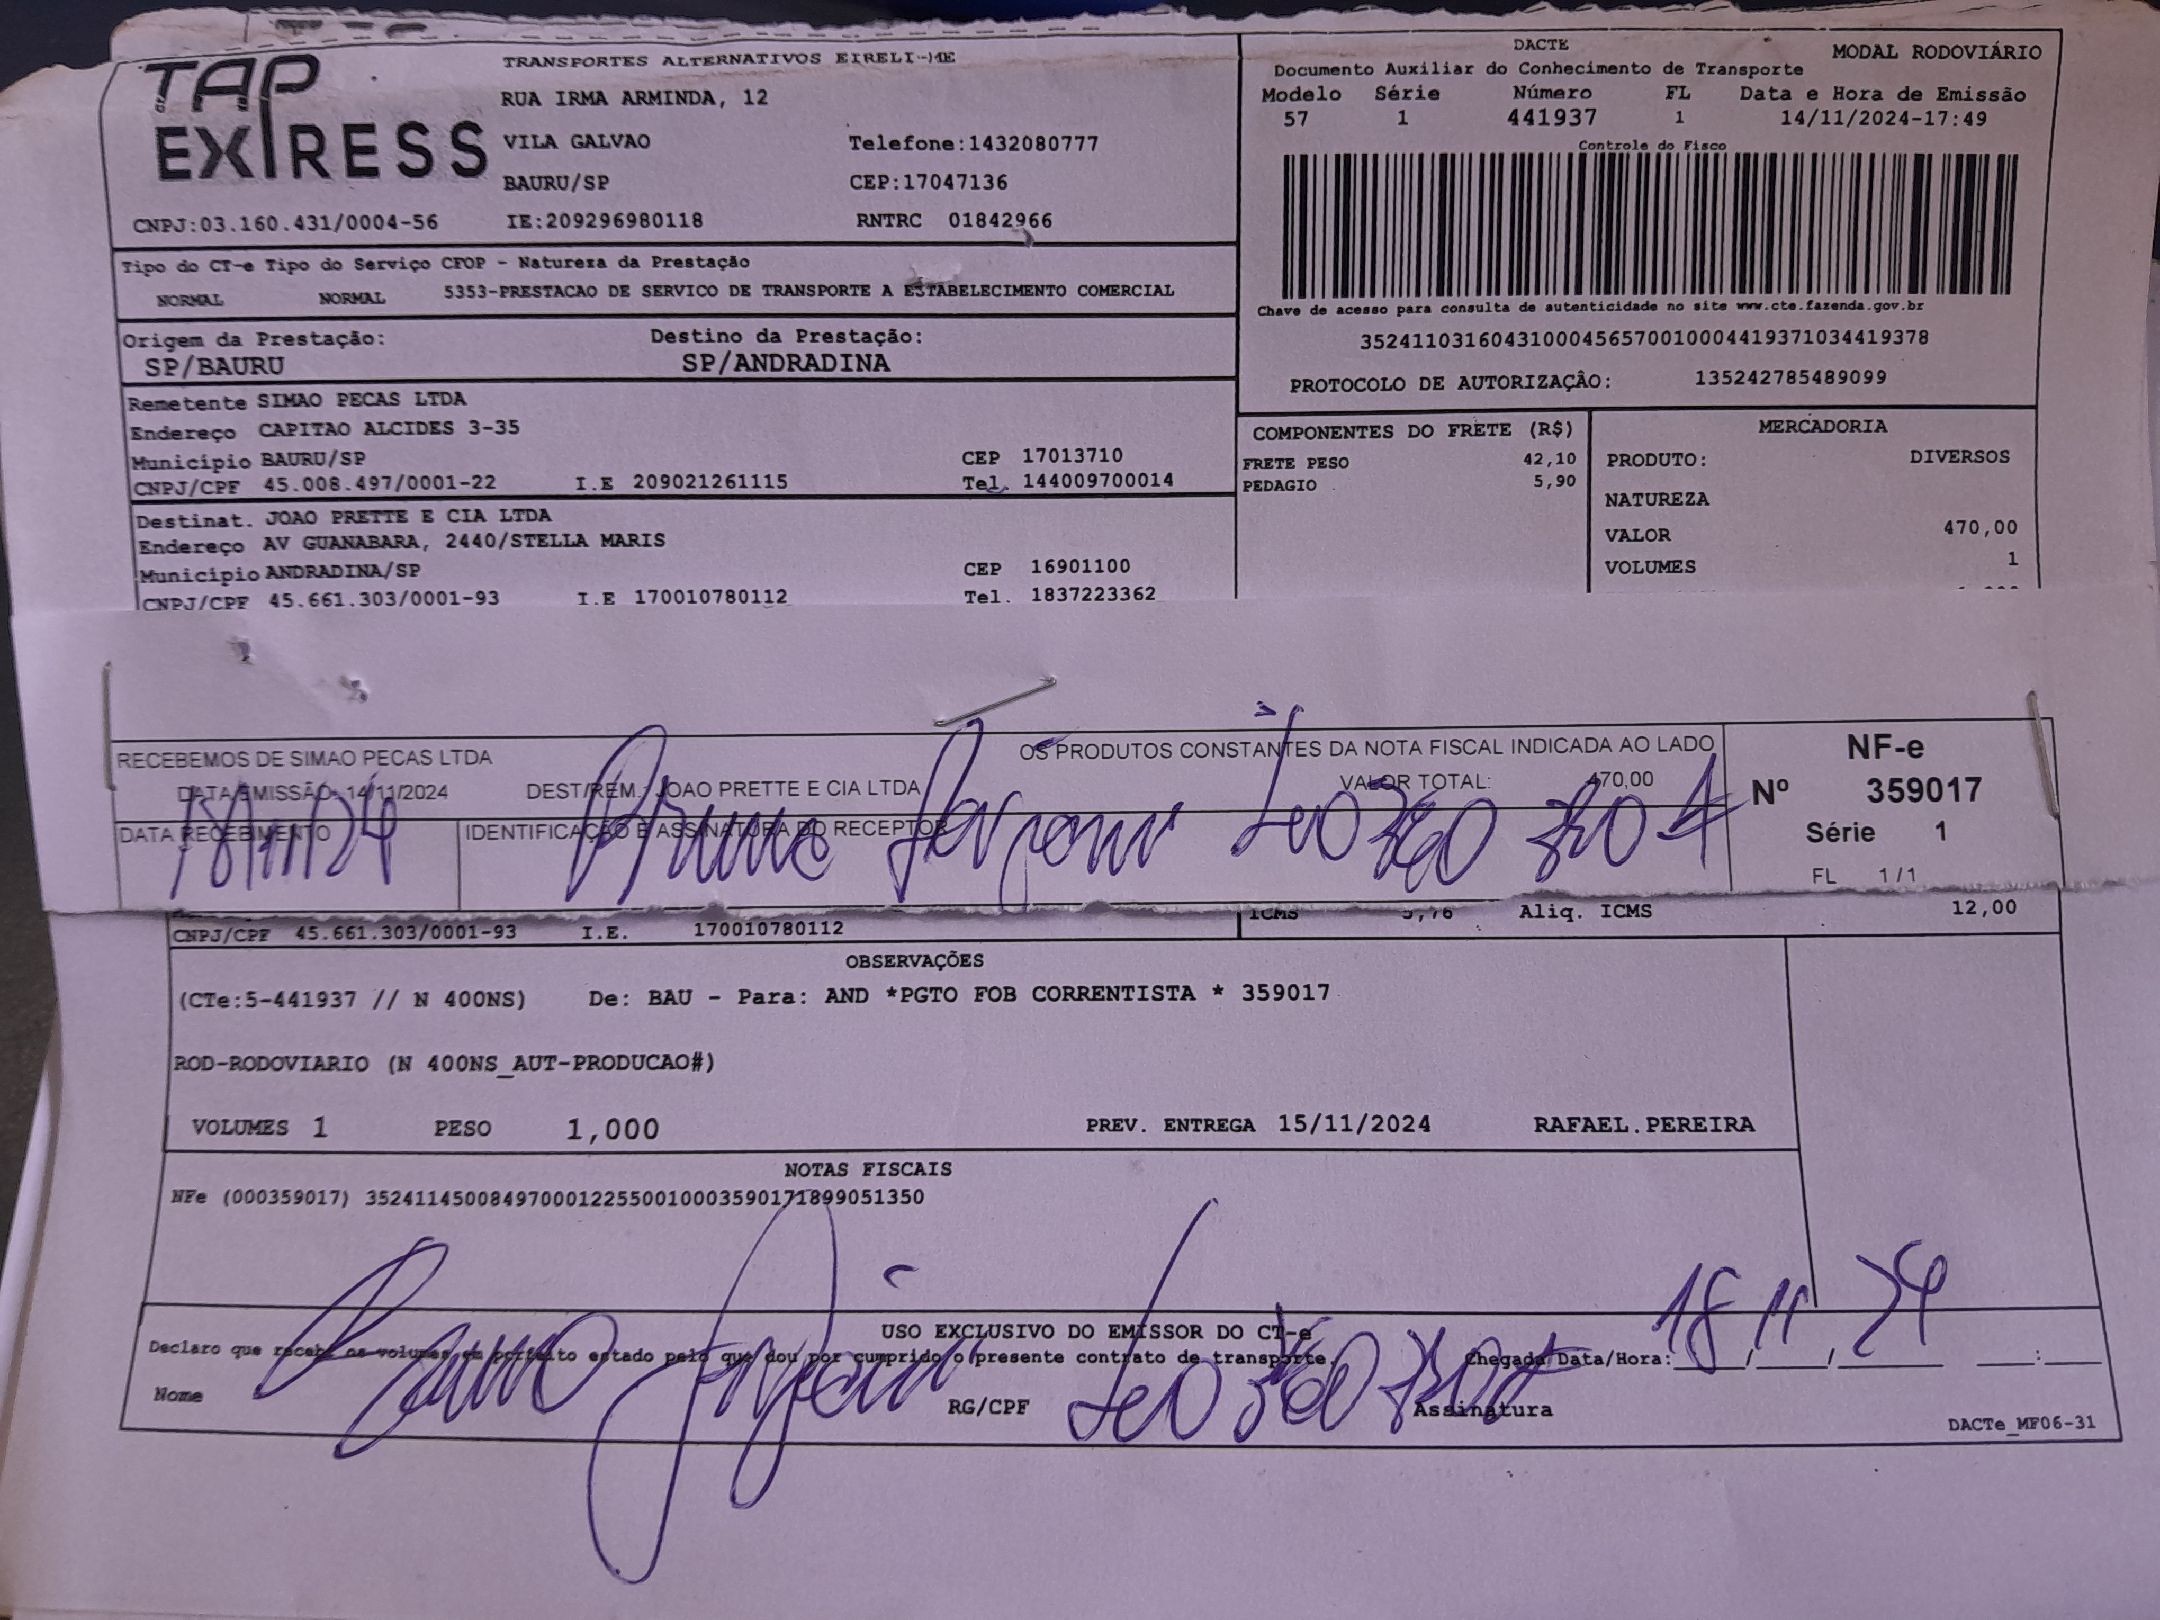 TAP EXPRESS
TRANSPORTES ALTERNATIVOS EIRELI-ME
RUA IRMA ARMINDA, 12
VILA GALVAO Telefone:1432080777
BAURU/SP CEP:17047136
CNPJ:03.160.431/0004-56 IE:209296980118 RNTRC 01842966
DACTE MODAL RODOVIÁRIO
Documento Auxiliar do Conhecimento de Transporte
Modelo Série Número FL Data e Hora de Emissão
57 1 441937 1 14/11/2024-17:49
Controle do Fisco
Chave de acesso para consulta de autenticidade no site www.cte.fazenda.gov.br
35241103160431000456570010004419371034419378
PROTOCOLO DE AUTORIZAÇÂO: 135242785489099
Tipo do CT-e Tipo do Serviço CFOP - Natureza da Prestação
NORMAL NORMAL 5353-PRESTACAO DE SERVICO DE TRANSPORTE A ESTABELECIMENTO COMERCIAL
Origem da Prestação: Destino da Prestação:
SP/BAURU SP/ANDRADINA
Remetente SIMAO PECAS LTDA
Endereço CAPITAO ALCIDES 3-35
Município BAURU/SP CEP 17013710
CNPJ/CPF 45.008.497/0001-22 I.E 209021261115 Tel. 144009700014
Destinat. JOAO PRETTE E CIA LTDA
Endereço AV GUANABARA, 2440/STELLA MARIS
Município ANDRADINA/SP CEP 16901100
CNPJ/CPF 45.661.303/0001-93 I.E 170010780112 Tel. 1837223362
COMPONENTES DO FRETE (R$)
FRETE PESO 42,10
PEDAGIO 5,90
MERCADORIA
PRODUTO: DIVERSOS
NATUREZA
VALOR 470,00
VOLUMES 1
RECEBEMOS DE SIMAO PECAS LTDA OS PRODUTOS CONSTANTES DA NOTA FISCAL INDICADA AO LADO
DATA EMISSÃO: 14/11/2024 DEST/REM.: JOAO PRETTE E CIA LTDA VALOR TOTAL: 470,00
DATA RECEBIMENTO IDENTIFICAÇÃO E ASSINATURA DO RECEPTOR
18/11/24 Bruno
NF-e
Nº 359017
Série 1
FL 1/1
CNPJ/CPF 45.661.303/0001-93 I.E. 170010780112 ICMS 5,76 Aliq. ICMS 12,00
OBSERVAÇÕES
(CTe:5-441937 // N 400NS) De: BAU - Para: AND *PGTO FOB CORRENTISTA * 359017
ROD-RODOVIARIO (N 400NS_AUT-PRODUCAO#)
VOLUMES 1 PESO 1,000 PREV. ENTREGA 15/11/2024 RAFAEL.PEREIRA
NOTAS FISCAIS
NFe (000359017) 35241145008497000122550010003590171899051350
USO EXCLUSIVO DO EMISSOR DO CT-e
Declaro que recebi os volumes em perfeito estado pelo que dou por cumprido o presente contrato de transporte. Chegada Data/Hora: 18/11/24 :
Nome Bruno RG/CPF Assinatura
DACTe_MF06-31